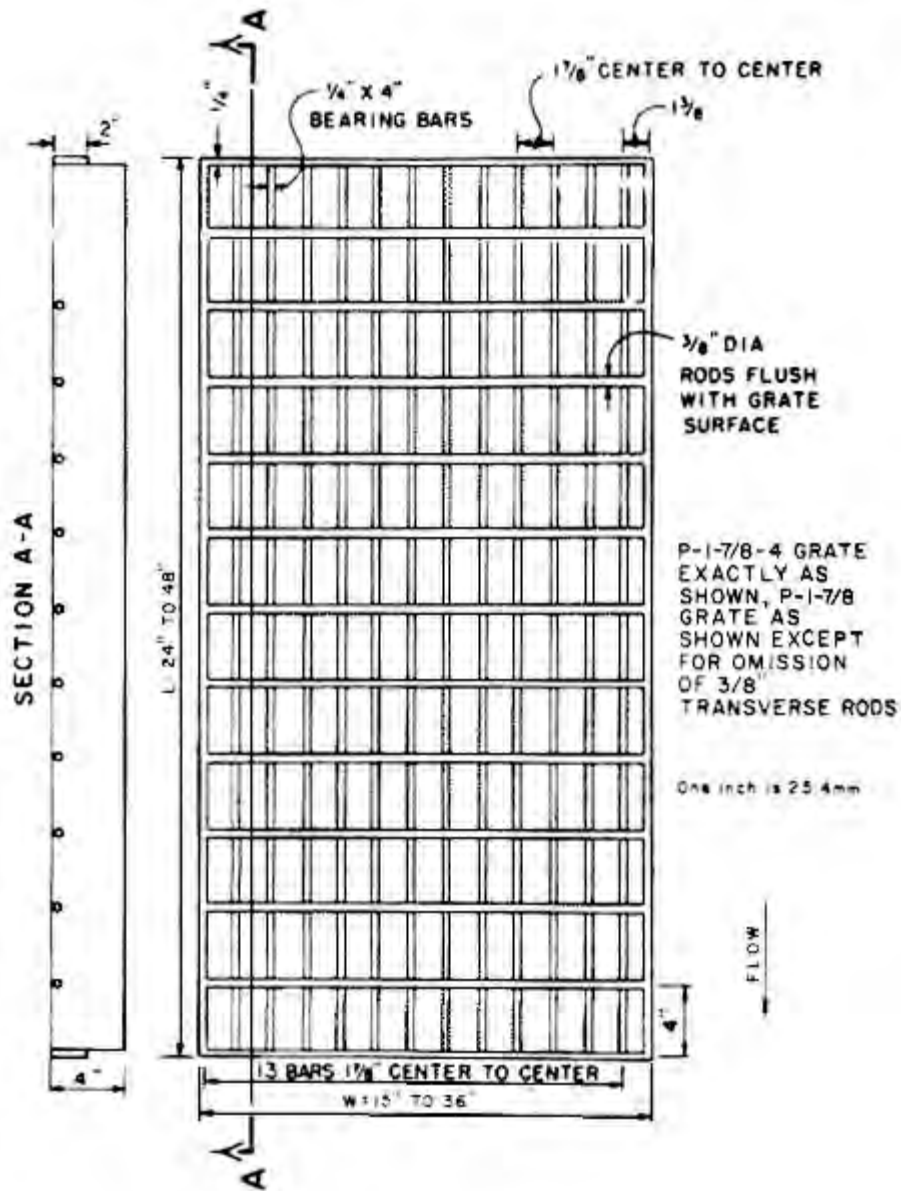 A
1 7/8" CENTER TO CENTER
1/4" X 4"
BEARING BARS
1/4"
1 3/8
2"
3/8" DIA
RODS FLUSH
WITH GRATE
SURFACE
SECTION A-A
L: 24" TO 48"
P-1-7/8-4 GRATE
EXACTLY AS
SHOWN, P-1-7/8
GRATE AS
SHOWN EXCEPT
FOR OMISSION
OF 3/8"
TRANSVERSE RODS
One inch is 25.4mm
FLOW
4"
4"
13 BARS 1 7/8" CENTER TO CENTER
W=15" TO 36"
A